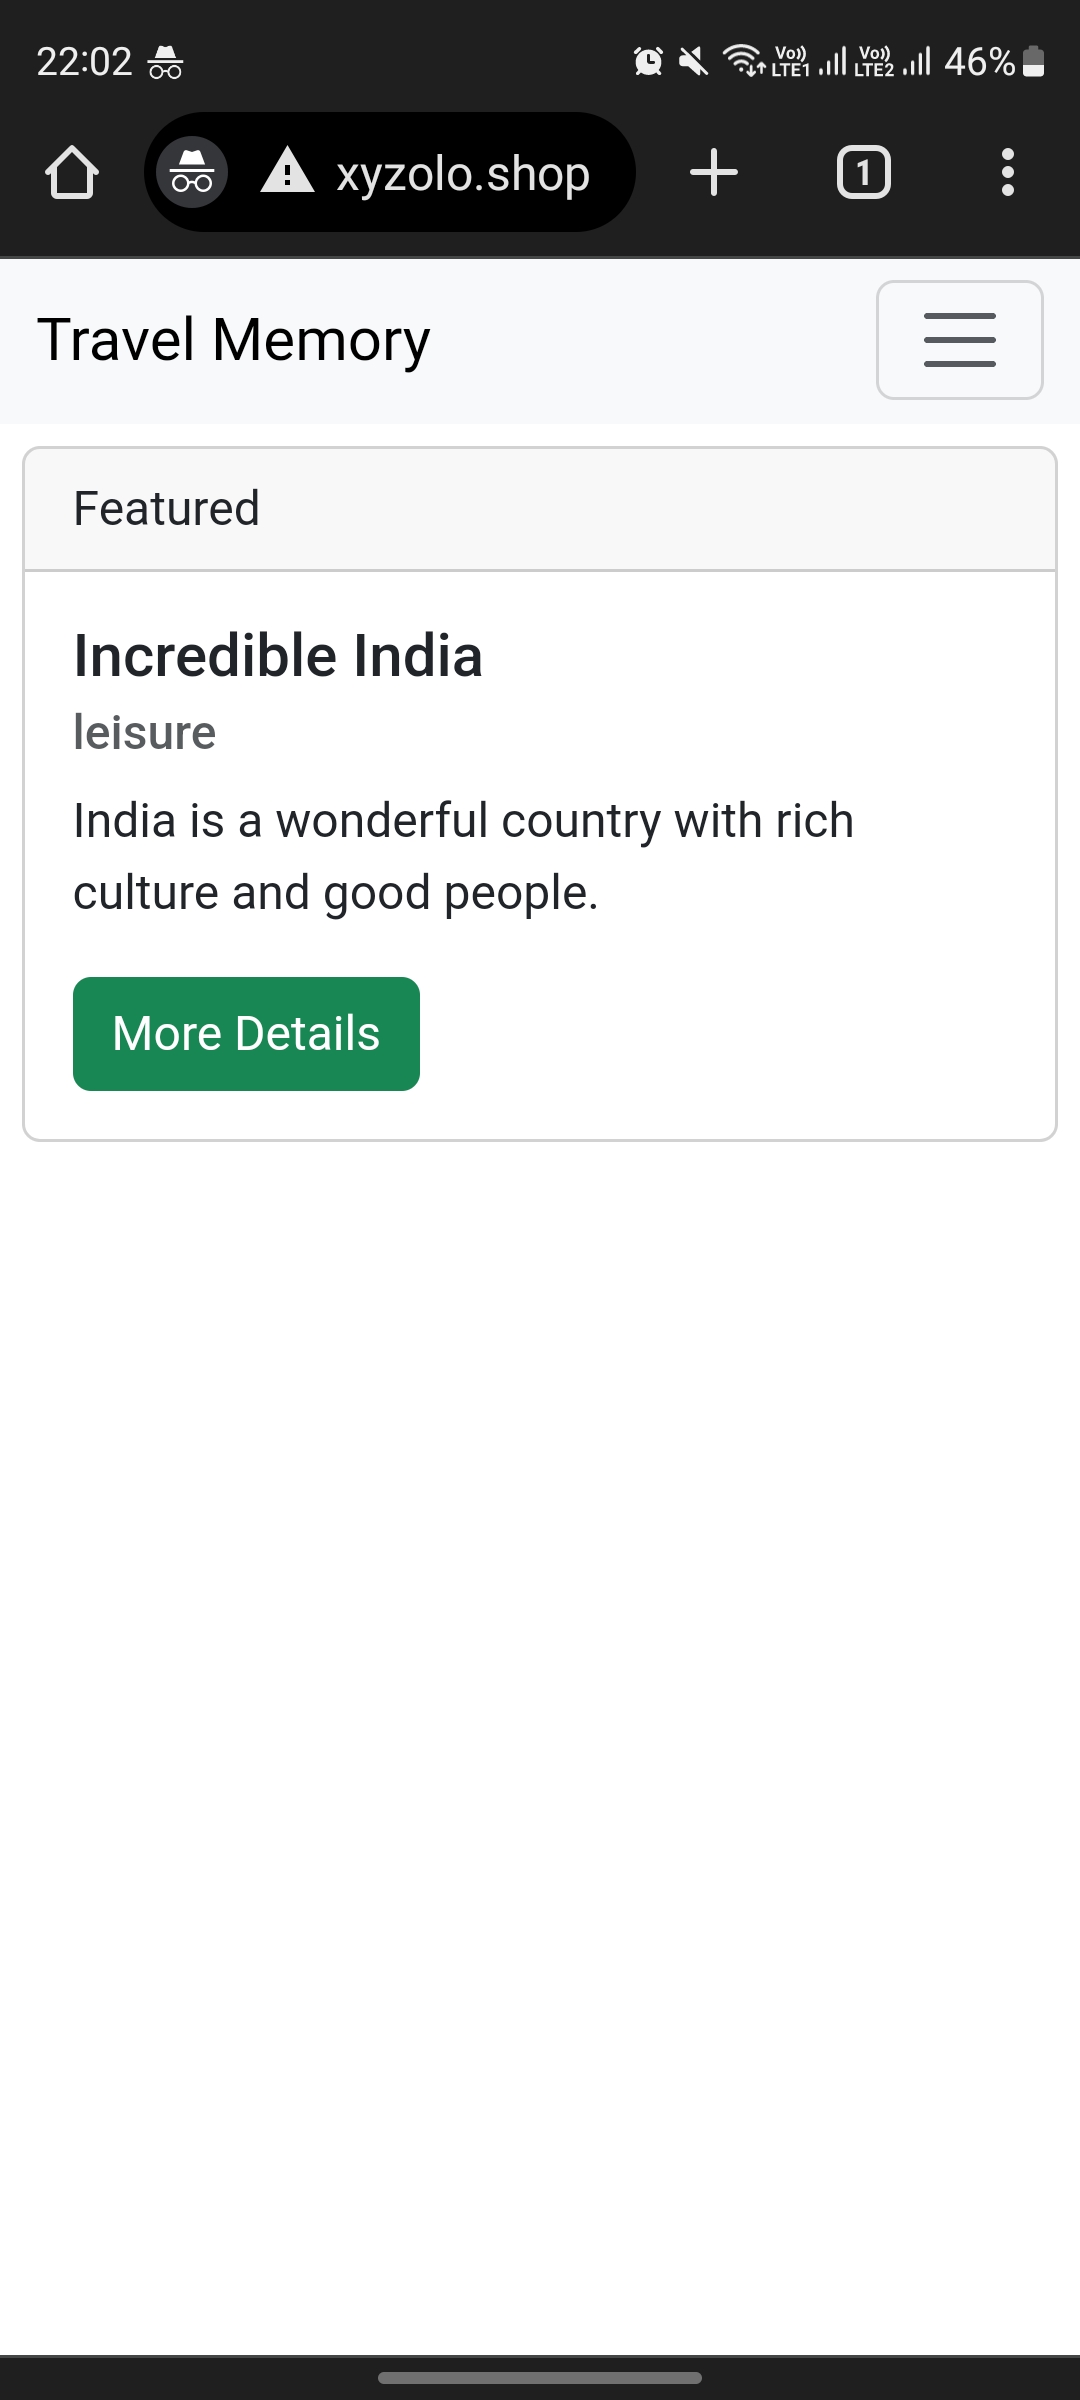 22:02
Vo)) LTE1 Vo)) LTE2 46%
xyzolo.shop
1
Travel Memory
Featured
Incredible India
leisure
India is a wonderful country with rich
culture and good people.
More Details